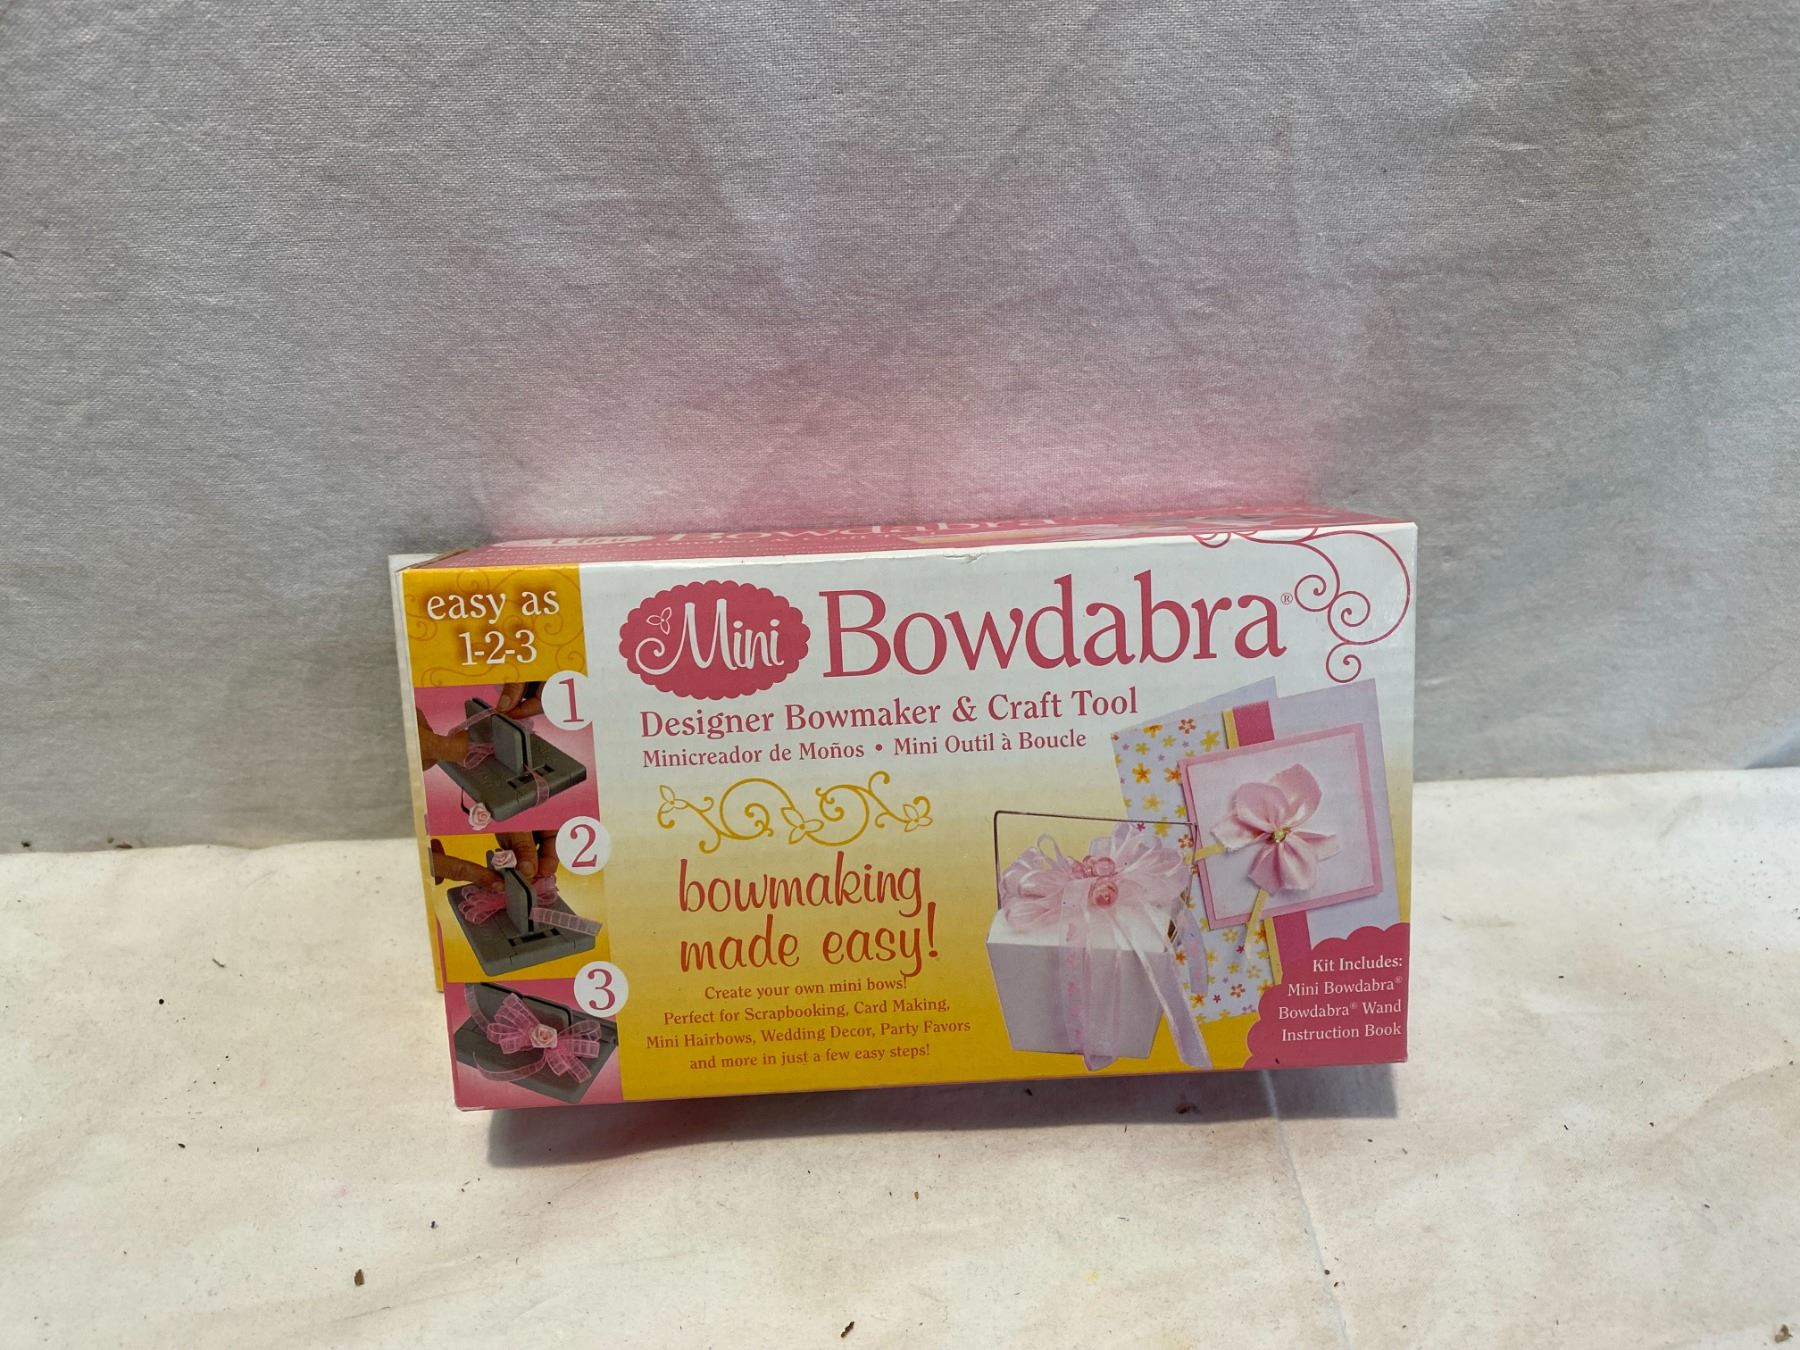 Mini Bowdabra
easy as
1-2-3
1
2
3
Mini Bowdabra®
Designer Bowmaker & Craft Tool
Minicreador de Moños • Mini Outil à Boucle
bowmaking
made easy!
Create your own mini bows!
Perfect for Scrapbooking, Card Making,
Mini Hairbows, Wedding Decor, Party Favors
and more in just a few easy steps!
Kit Includes:
Mini Bowdabra®
Bowdabra® Wand
Instruction Book